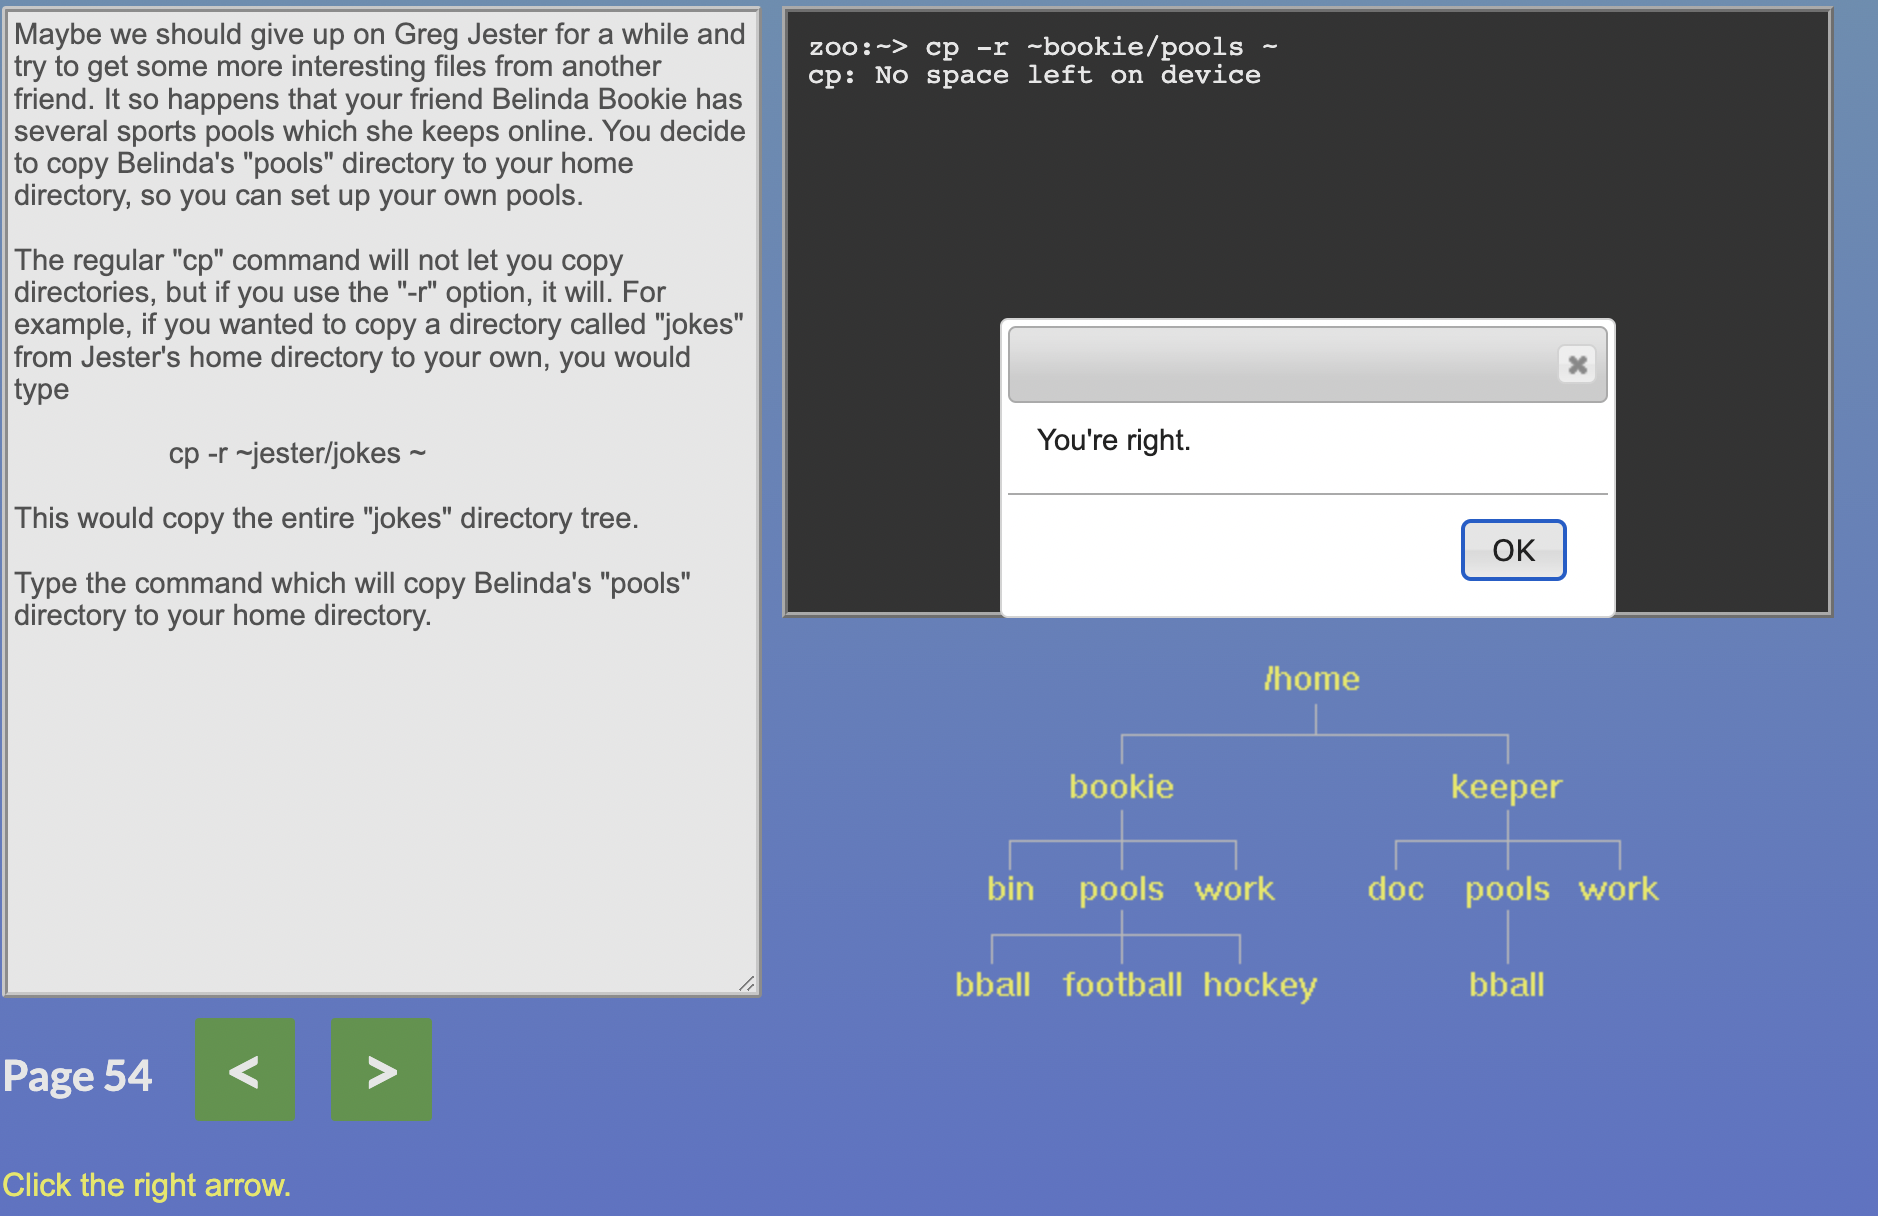 Maybe we should give up on Greg Jester for a while and
try to get some more interesting files from another
friend. It so happens that your friend Belinda Bookie has
several sports pools which she keeps online. You decide
to copy Belinda's "pools" directory to your home
directory, so you can set up your own pools.
The regular "cp" command will not let you copy
directories, but if you use the "-r" option, it will. For
example, if you wanted to copy a directory called "jokes"
from Jester's home directory to your own, you would
type
cp -r ~jester/jokes ~
This would copy the entire "jokes" directory tree.
Type the command which will copy Belinda's "pools"
directory to your home directory.
zoo:~> cp -r ~bookie/pools ~
cp: No space left on device
You're right.
OK
/home
bookie keeper
bin pools work doc pools work
bball football hockey bball
Page 54 < >
Click the right arrow.